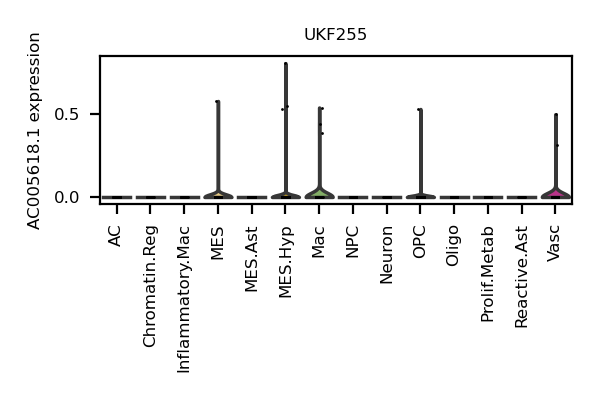 UKF255
AC005618.1 expression
0.5
0.0
AC
Chromatin.Reg
Inflammatory.Mac
MES
MES.Ast
MES.Hyp
Mac
NPC
Neuron
OPC
Oligo
Prolif.Metab
Reactive.Ast
Vasc